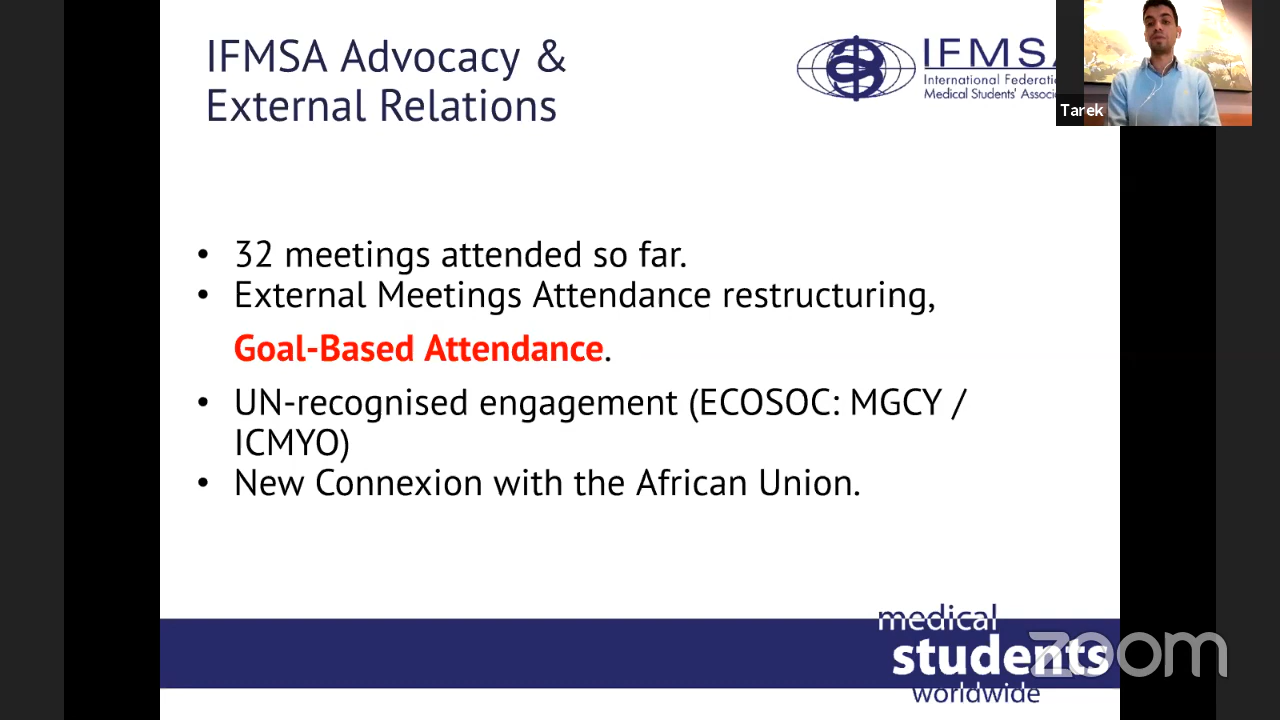 IFMSA Advocacy &
External Relations
IFMSA
International Federatio
Medical Students' Associ
Tarek
• 32 meetings attended so far.
• External Meetings Attendance restructuring,
Goal-Based Attendance.
• UN-recognised engagement (ECOSOC: MGCY /
ICMYO)
• New Connexion with the African Union.
medical
students
worldwide
zoom